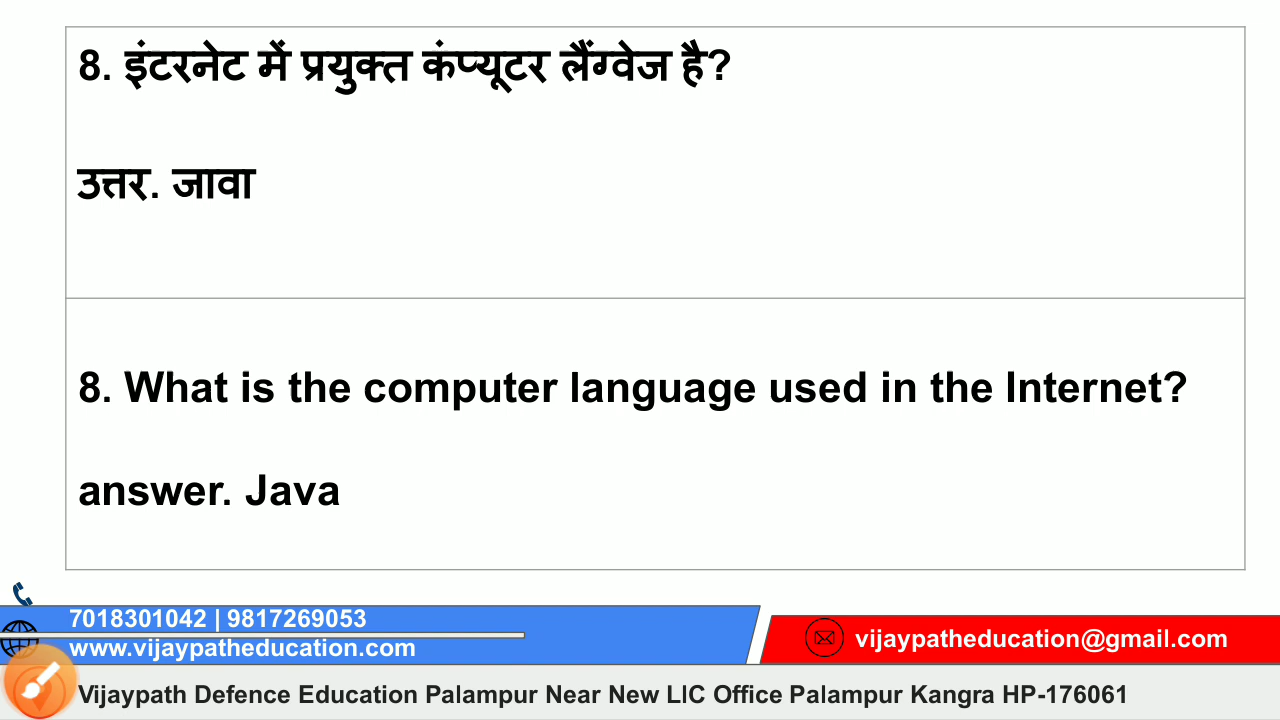 8. इंटरनेट में प्रयुक्त कंप्यूटर लैंग्वेज है?
उत्तर. जावा
8. What is the computer language used in the Internet?
answer. Java
7018301042 | 9817269053
www.vijaypatheducation.com
vijaypatheducation@gmail.com
Vijaypath Defence Education Palampur Near New LIC Office Palampur Kangra HP-176061